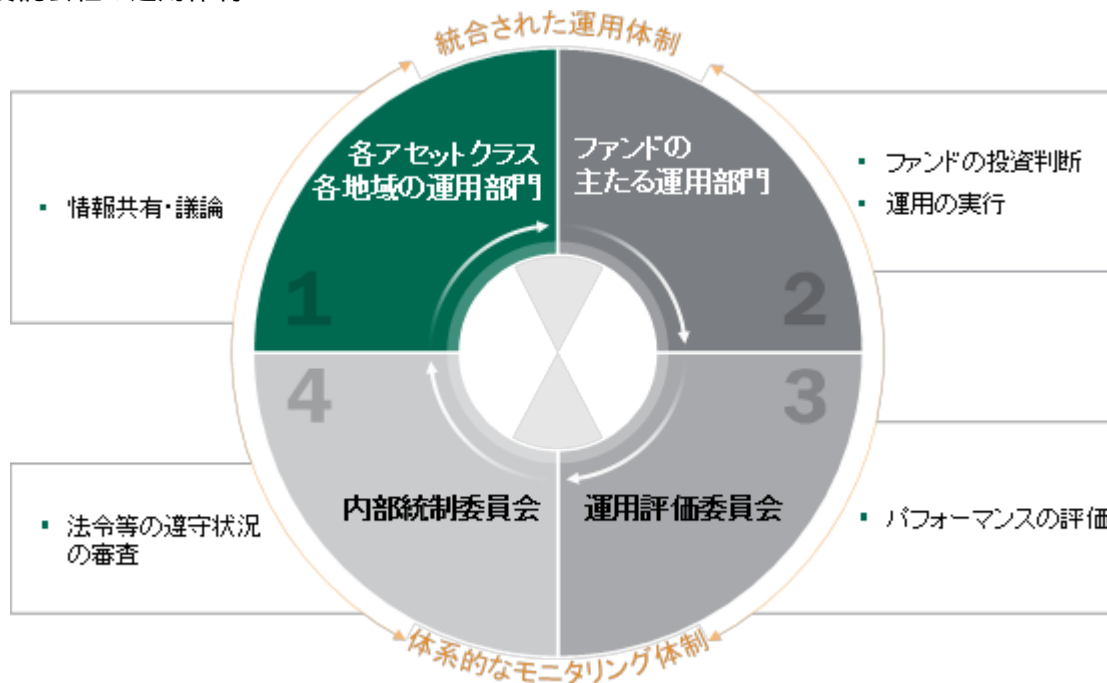 統合された運用体制
各アセットクラス
各地域の運用部門
ファンドの
主たる運用部門
▪ 情報共有・議論
▪ ファンドの投資判断
▪ 運用の実行
1
2
4
3
内部統制委員会
運用評価委員会
▪ 法令等の遵守状況
の審査
▪ パフォーマンスの評価
体系的なモニタリング体制